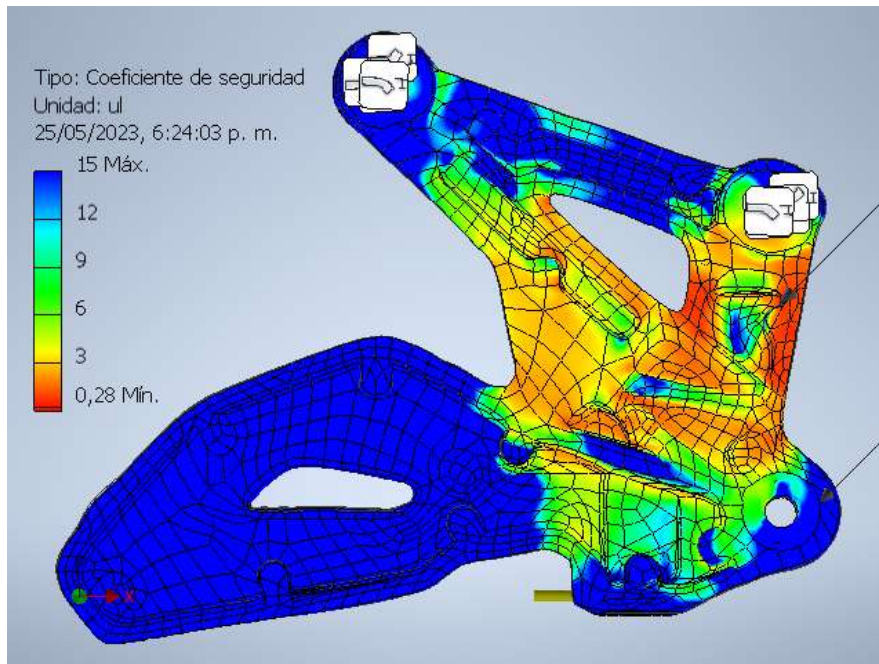 Tipo: Coeficiente de seguridad
Unidad: ul
25/05/2023, 6:24:03 p. m.
15 Máx.
12
9
6
3
0,28 Mín.
X